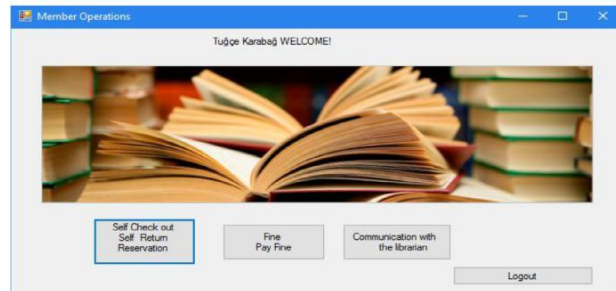 Member Operations
Tuğçe Karabağ WELCOME!
Self Check out
Self Return
Reservation
Fine
Pay Fine
Communication with
the librarian
Logout